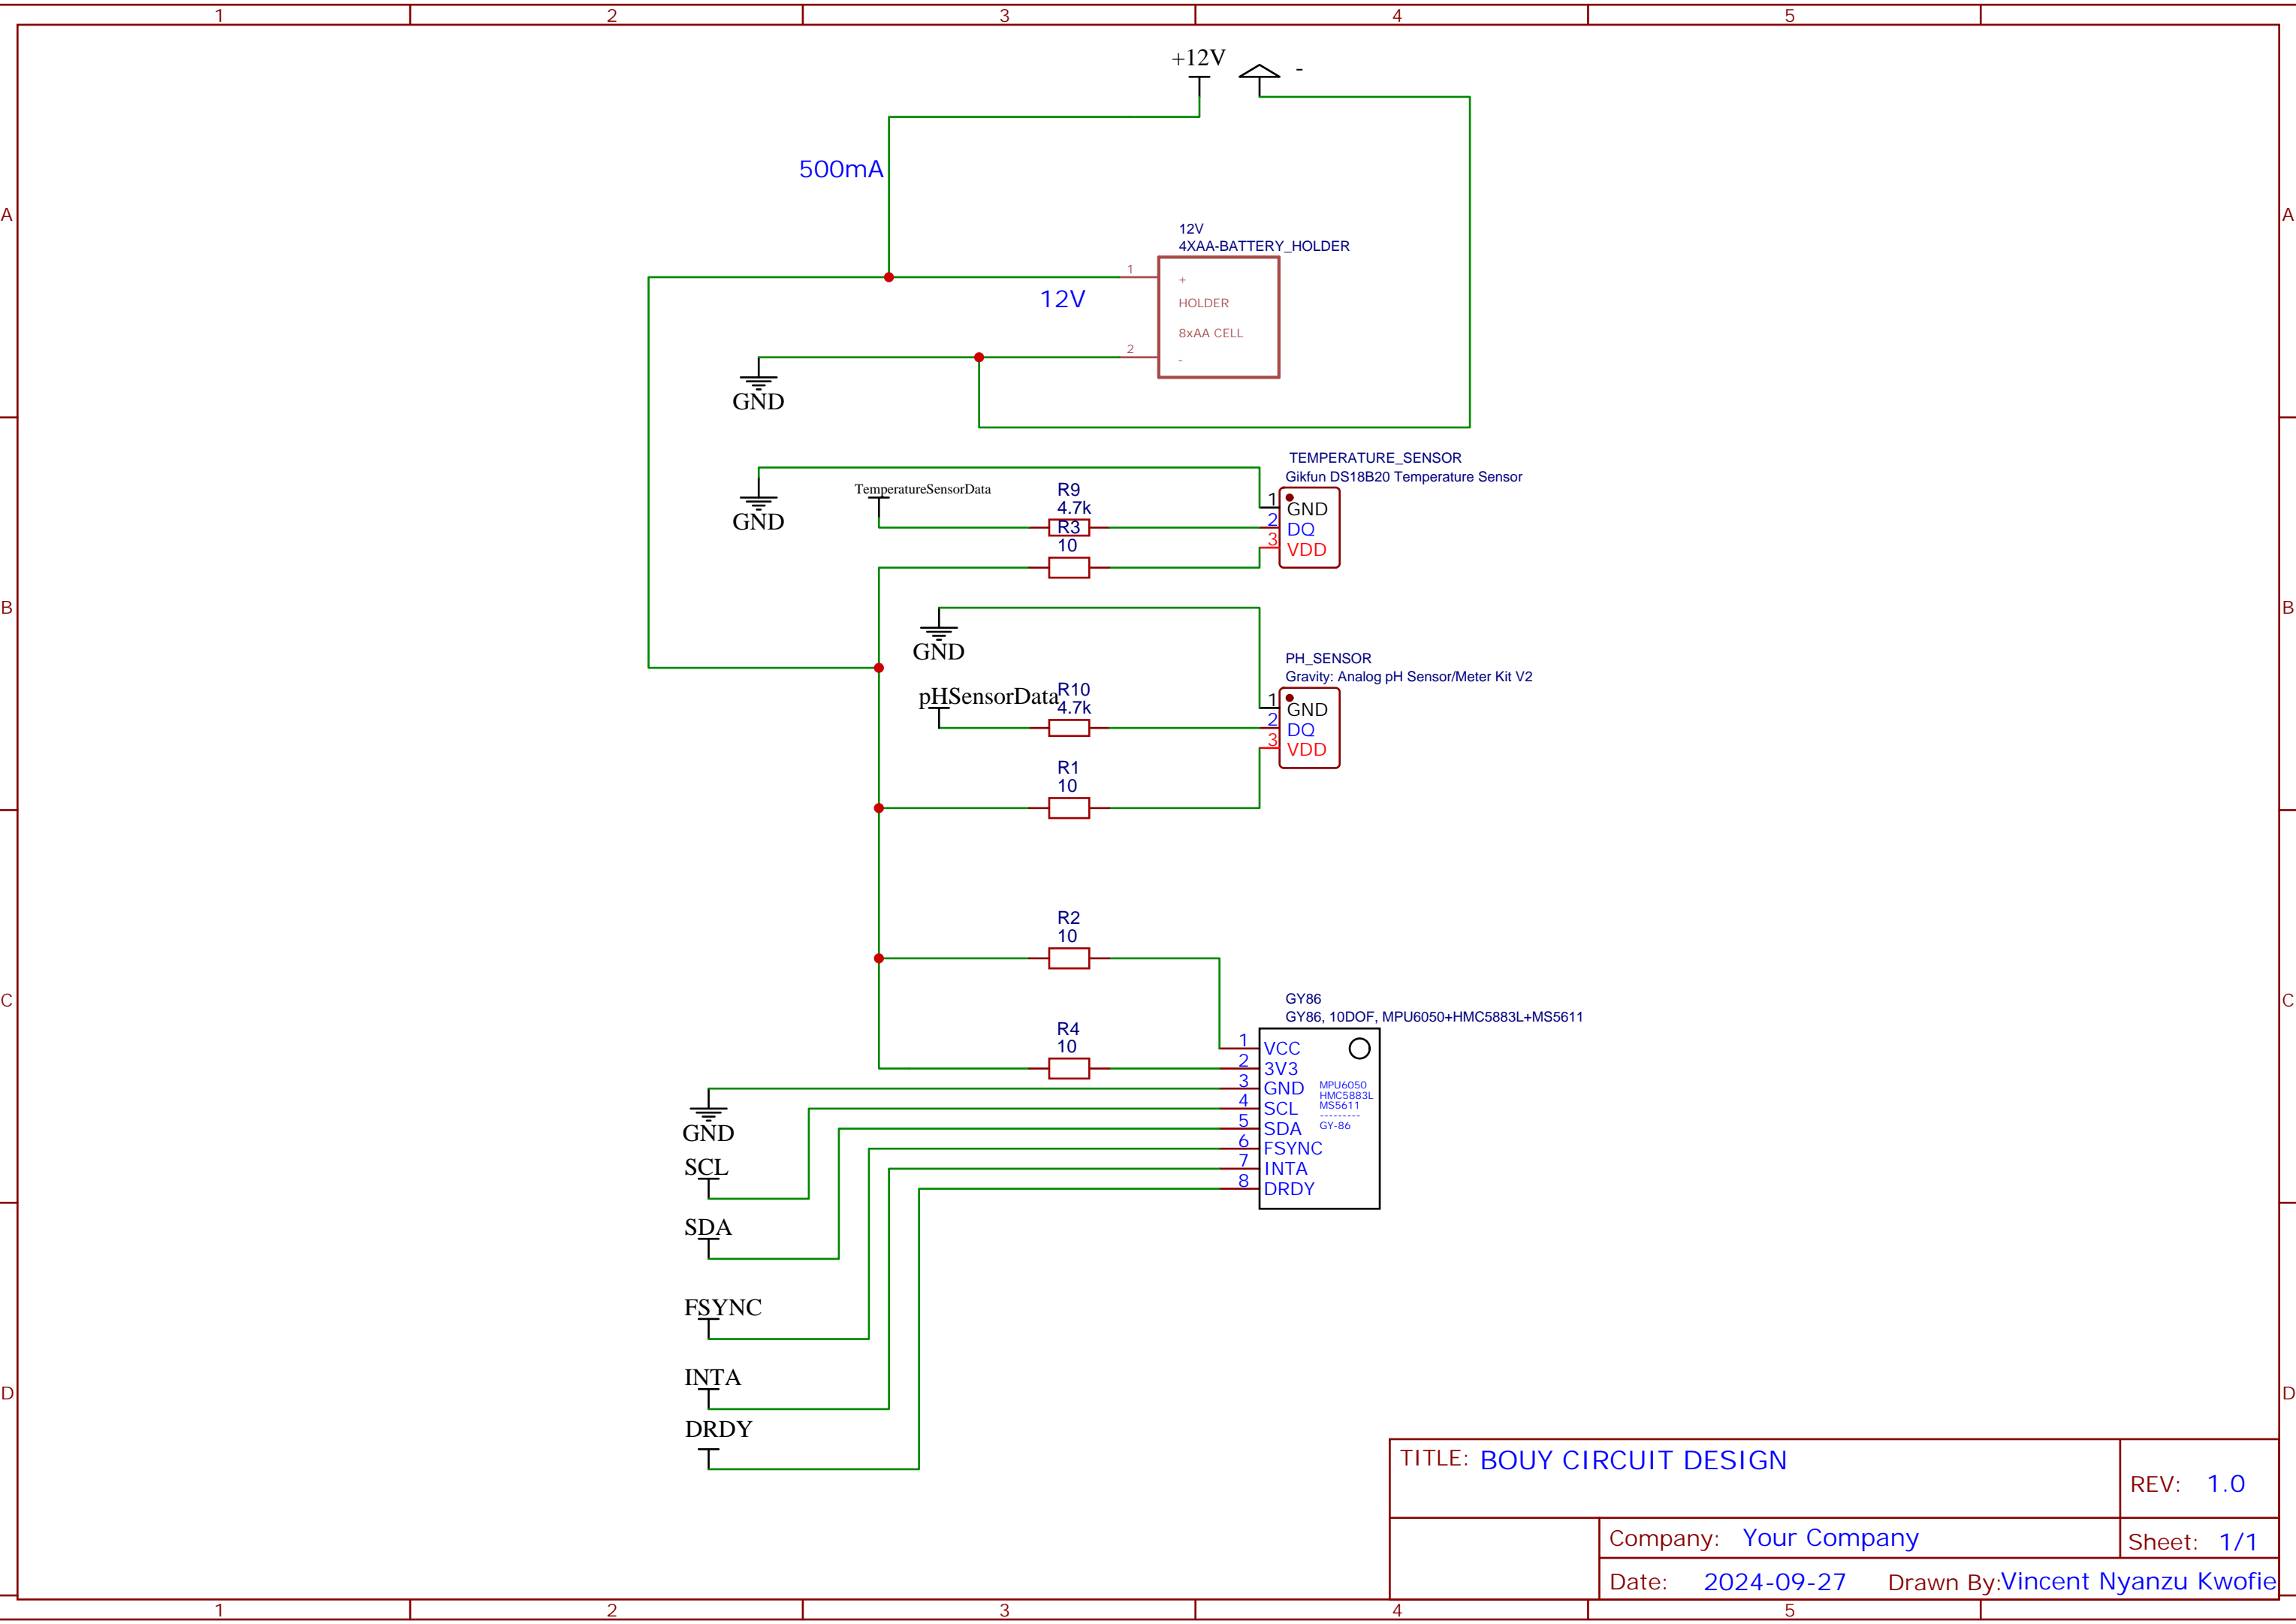 1 2 3 4 5
+12V
-
500mA
A A
12V
4XAA-BATTERY_HOLDER
1
+
12V
HOLDER
8xAA CELL
2
-
GND
TEMPERATURE_SENSOR
Gikfun DS18B20 Temperature Sensor
TemperatureSensorData
R9
4.7k
GND
1 GND
2 DQ
3 VDD
R3
10
B B
GND
PH_SENSOR
Gravity: Analog pH Sensor/Meter Kit V2
pHSensorData
R10
4.7k
1 GND
2 DQ
3 VDD
R1
10
R2
10
C C
GY86
GY86, 10DOF, MPU6050+HMC5883L+MS5611
R4
10
1 VCC
2 3V3
3 GND
4 SCL
5 SDA
6 FSYNC
7 INTA
8 DRDY
MPU6050
HMC5883L
MS5611
---------
GY-86
GND
SCL
SDA
FSYNC
INTA
D D
DRDY
TITLE: BOUY CIRCUIT DESIGN
REV: 1.0
Company: Your Company
Sheet: 1/1
Date: 2024-09-27 Drawn By: Vincent Nyanzu Kwofie
1 2 3 4 5